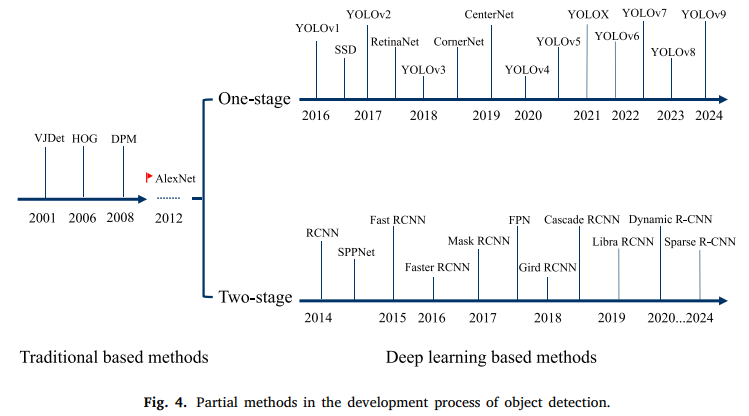 YOLOv1
SSD
YOLOv2
RetinaNet
YOLOv3
CornerNet
CenterNet
YOLOv4
YOLOv5
YOLOX
YOLOv6
YOLOv7
YOLOv8
YOLOv9
One-stage
2016 2017 2018 2019 2020 2021 2022 2023 2024
VJDet HOG DPM
AlexNet
2001 2006 2008 2012
RCNN
SPPNet
Fast RCNN
Faster RCNN
Mask RCNN
FPN
Gird RCNN
Cascade RCNN
Libra RCNN
Dynamic R-CNN
Sparse R-CNN
Two-stage
2014 2015 2016 2017 2018 2019 2020...2024
Traditional based methods
Deep learning based methods
Fig. 4. Partial methods in the development process of object detection.